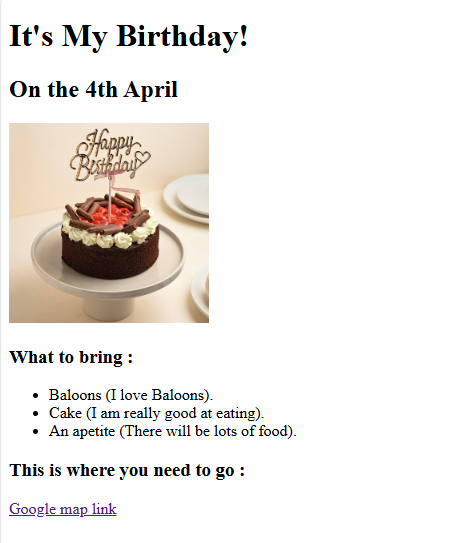 It's My Birthday!
On the 4th April
Happy
Birthday
What to bring :
Baloons (I love Baloons).
Cake (I am really good at eating).
An apetite (There will be lots of food).
This is where you need to go :
Google map link